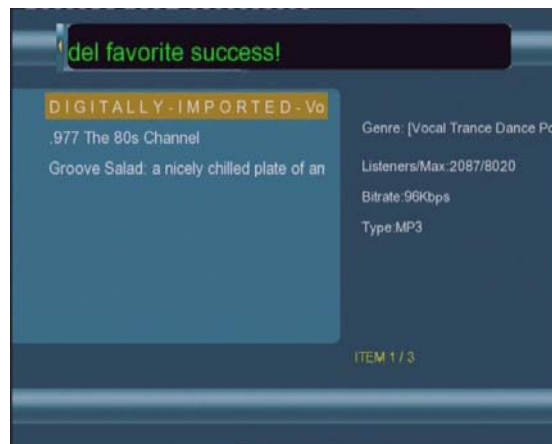 del favorite success!
DIGITALLY-IMPORTED-Vo
.977 The 80s Channel
Groove Salad: a nicely chilled plate of an
Genre: [Vocal Trance Dance Po
Listeners/Max:2087/8020
Bitrate:96Kbps
Type:MP3
ITEM 1 / 3